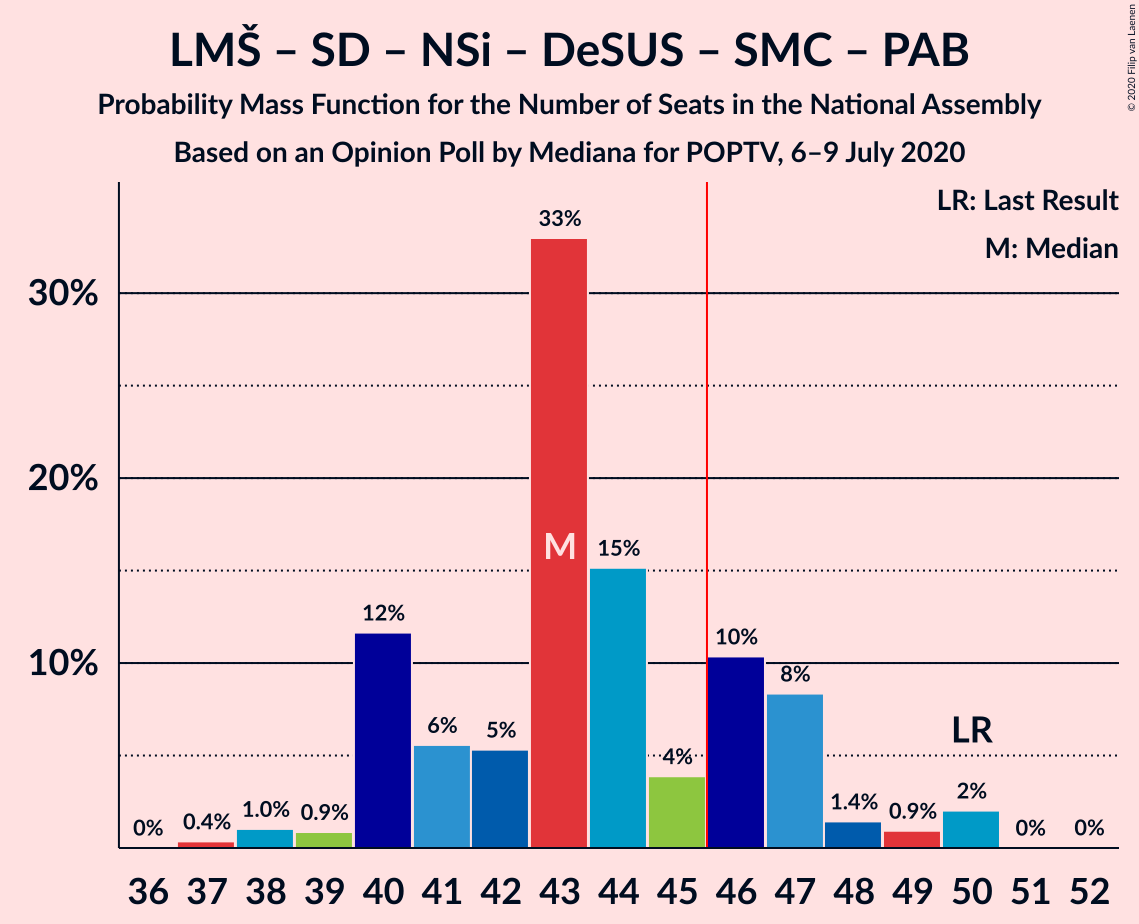 LMŠ – SD – NSi – DeSUS – SMC – PAB
Probability Mass Function for the Number of Seats in the National Assembly
Based on an Opinion Poll by Mediana for POPTV, 6–9 July 2020
© 2020 Filip van Laenen
LR: Last Result
M: Median
30%
20%
10%
0%
0.4%
1.0%
0.9%
12%
6%
5%
33%
M
15%
4%
10%
8%
1.4%
0.9%
LR
2%
0%
0%
36 37 38 39 40 41 42 43 44 45 46 47 48 49 50 51 52